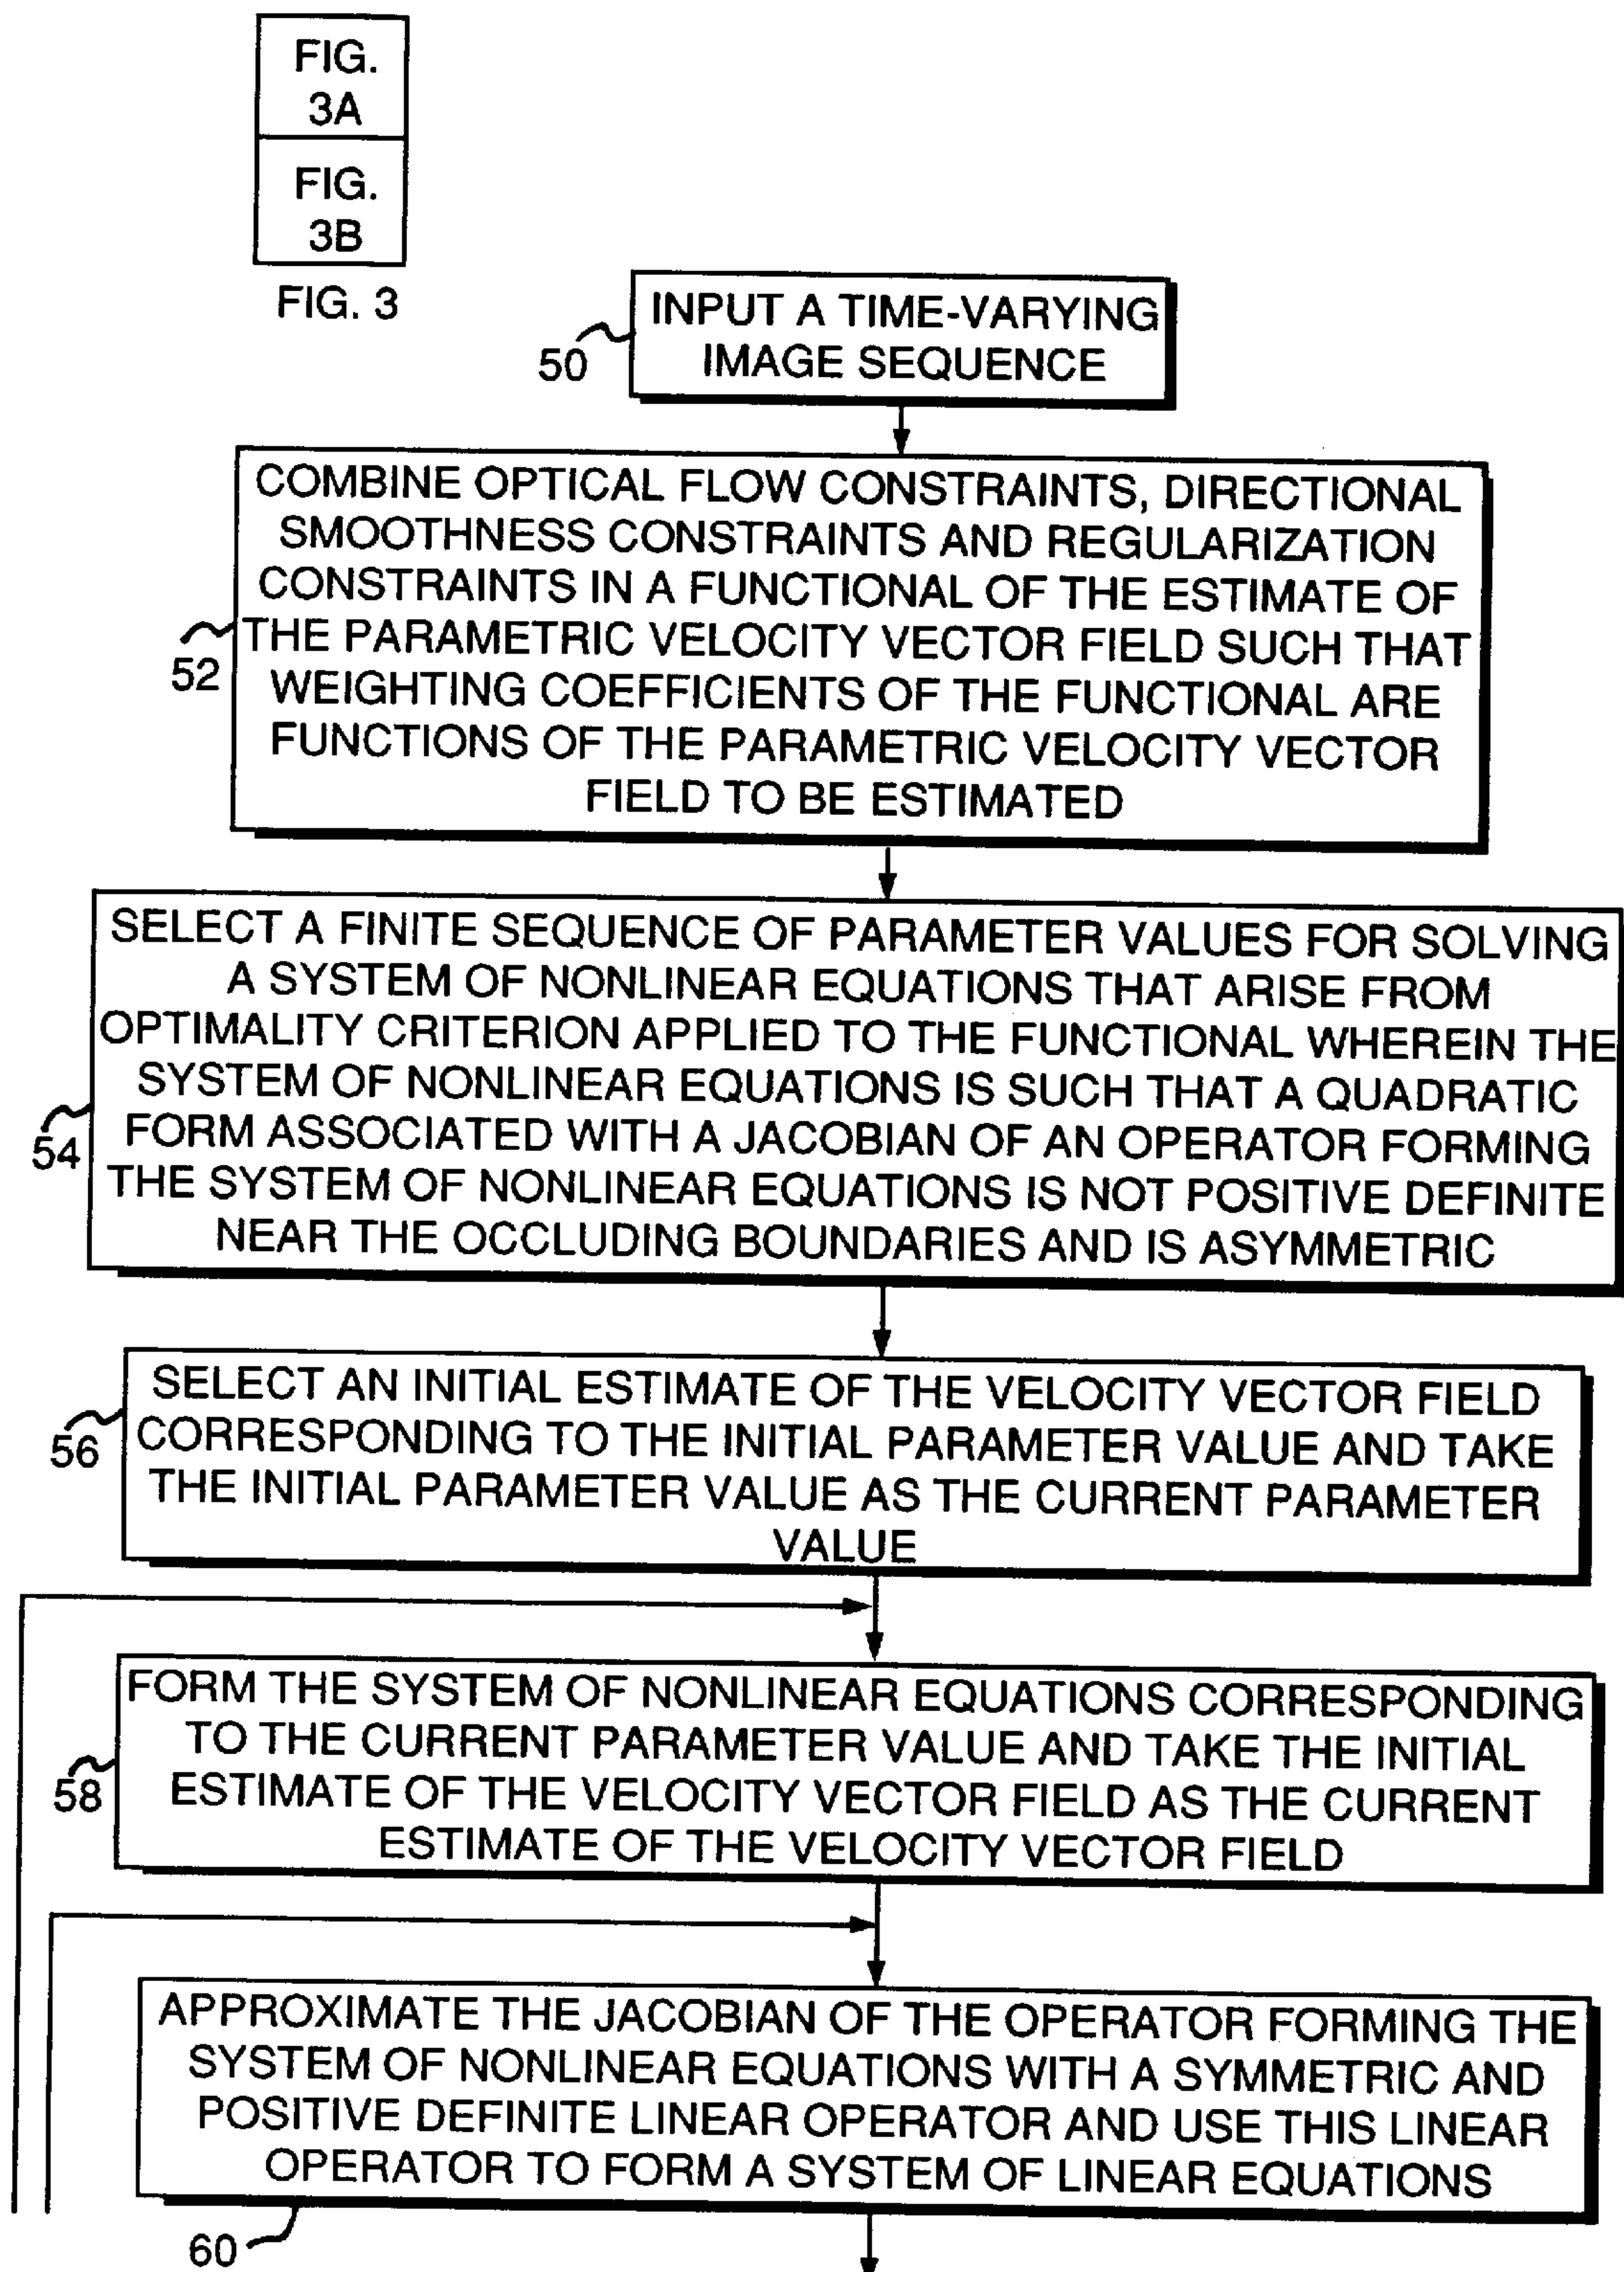 FIG.
3A
FIG.
3B
FIG. 3
INPUT A TIME-VARYING
IMAGE SEQUENCE
50
COMBINE OPTICAL FLOW CONSTRAINTS, DIRECTIONAL
SMOOTHNESS CONSTRAINTS AND REGULARIZATION
CONSTRAINTS IN A FUNCTIONAL OF THE ESTIMATE OF
THE PARAMETRIC VELOCITY VECTOR FIELD SUCH THAT
WEIGHTING COEFFICIENTS OF THE FUNCTIONAL ARE
FUNCTIONS OF THE PARAMETRIC VELOCITY VECTOR
FIELD TO BE ESTIMATED
52
SELECT A FINITE SEQUENCE OF PARAMETER VALUES FOR SOLVING
A SYSTEM OF NONLINEAR EQUATIONS THAT ARISE FROM
OPTIMALITY CRITERION APPLIED TO THE FUNCTIONAL WHEREIN THE
SYSTEM OF NONLINEAR EQUATIONS IS SUCH THAT A QUADRATIC
FORM ASSOCIATED WITH A JACOBIAN OF AN OPERATOR FORMING
THE SYSTEM OF NONLINEAR EQUATIONS IS NOT POSITIVE DEFINITE
NEAR THE OCCLUDING BOUNDARIES AND IS ASYMMETRIC
54
SELECT AN INITIAL ESTIMATE OF THE VELOCITY VECTOR FIELD
CORRESPONDING TO THE INITIAL PARAMETER VALUE AND TAKE
THE INITIAL PARAMETER VALUE AS THE CURRENT PARAMETER
VALUE
56
FORM THE SYSTEM OF NONLINEAR EQUATIONS CORRESPONDING
TO THE CURRENT PARAMETER VALUE AND TAKE THE INITIAL
ESTIMATE OF THE VELOCITY VECTOR FIELD AS THE CURRENT
ESTIMATE OF THE VELOCITY VECTOR FIELD
58
APPROXIMATE THE JACOBIAN OF THE OPERATOR FORMING THE
SYSTEM OF NONLINEAR EQUATIONS WITH A SYMMETRIC AND
POSITIVE DEFINITE LINEAR OPERATOR AND USE THIS LINEAR
OPERATOR TO FORM A SYSTEM OF LINEAR EQUATIONS
60